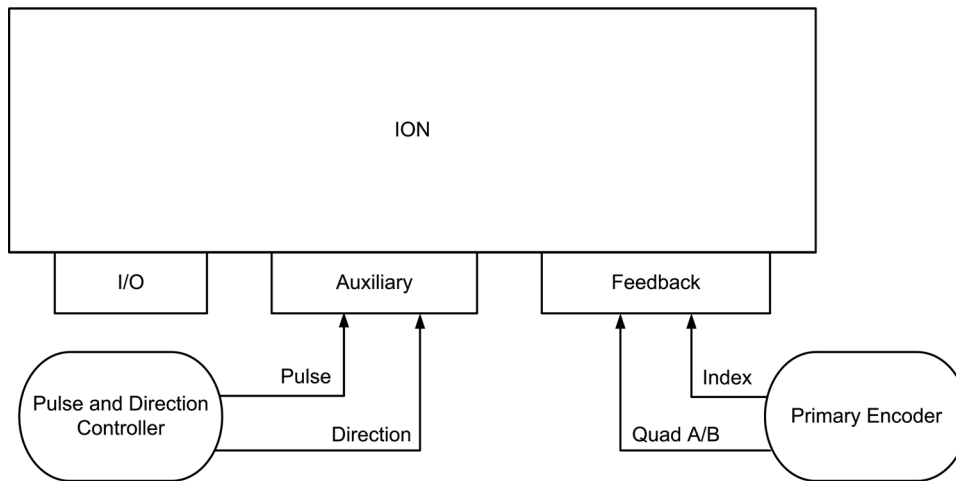 ION
I/O
Auxiliary
Feedback
Pulse
Index
Pulse and Direction
Controller
Primary Encoder
Direction
Quad A/B